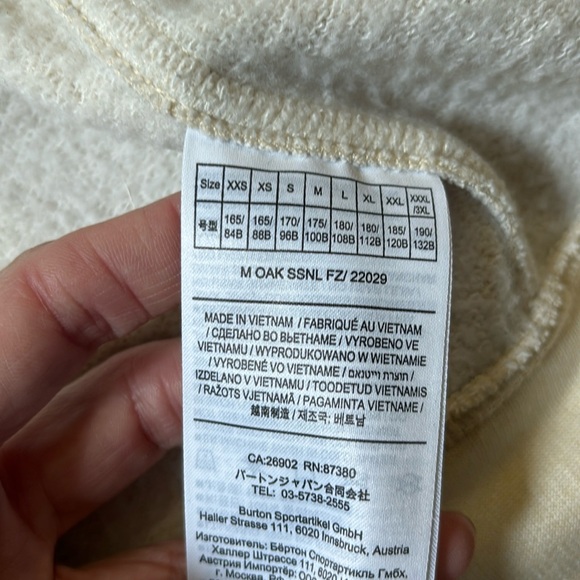 Size XXS XS S M L XL XXL XXXL/3XL
号型 165/84B 165/88B 170/96B 175/100B 180/108B 180/112B 185/120B 190/132B
M OAK SSNL FZ/ 22029
MADE IN VIETNAM / FABRIQUÉ AU VIETNAM
/ СДЕЛАНО ВО ВЬЕТНАМЕ / VYROBENO VE
VIETNAMU / WYPRODUKOWANO W WIETNAMIE
/ VYROBENÉ VO VIETNAME / תוצרת וייטנאם /
IZDELANO V VIETNAMU / TOODETUD VIETNAMIS
/ RAŽOTS VJETNAMĀ / PAGAMINTA VIETNAME /
越南制造 / 제조국: 베트남
CA:26902 RN:87380
バートンジャパン合同会社
TEL: 03-5738-2555
Burton Sportartikel GmbH
Haller Strasse 111, 6020 Innsbruck, Austria
Изготовитель: Бёртон Спортартикль Гмбх,
Халлер Штрассе 111, 6020
Австрия Импортёр:
г. Москва,